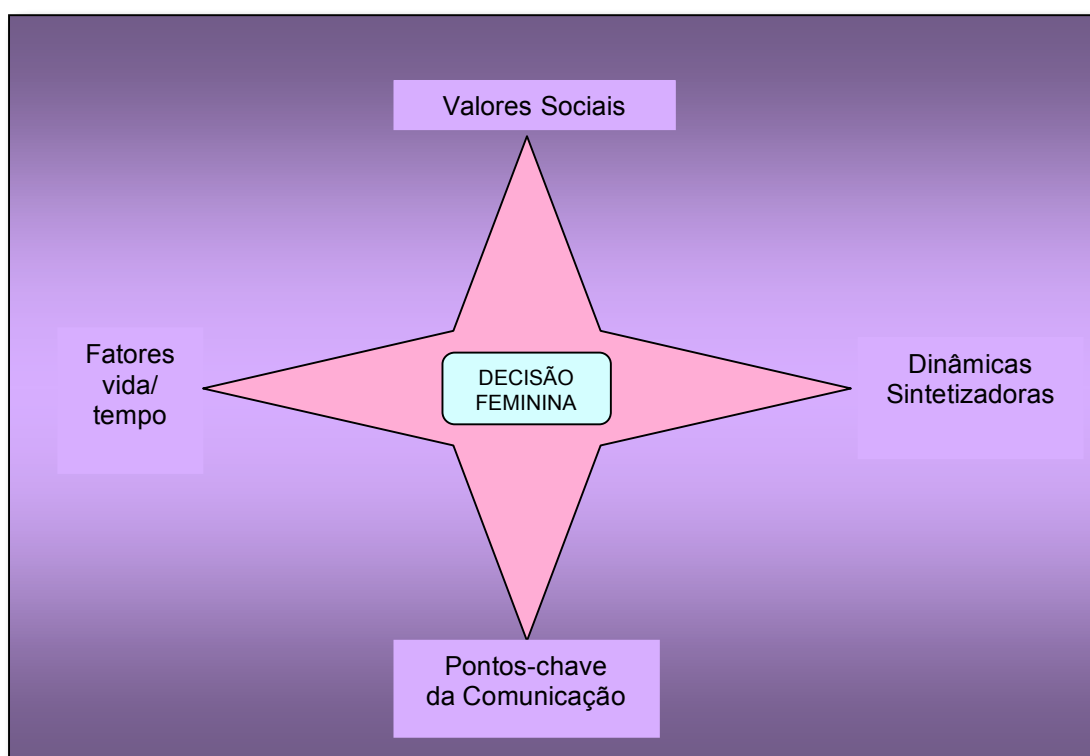 Valores Sociais
Fatores
vida/
tempo
DECISÃO
FEMININA
Dinâmicas
Sintetizadoras
Pontos-chave
da Comunicação